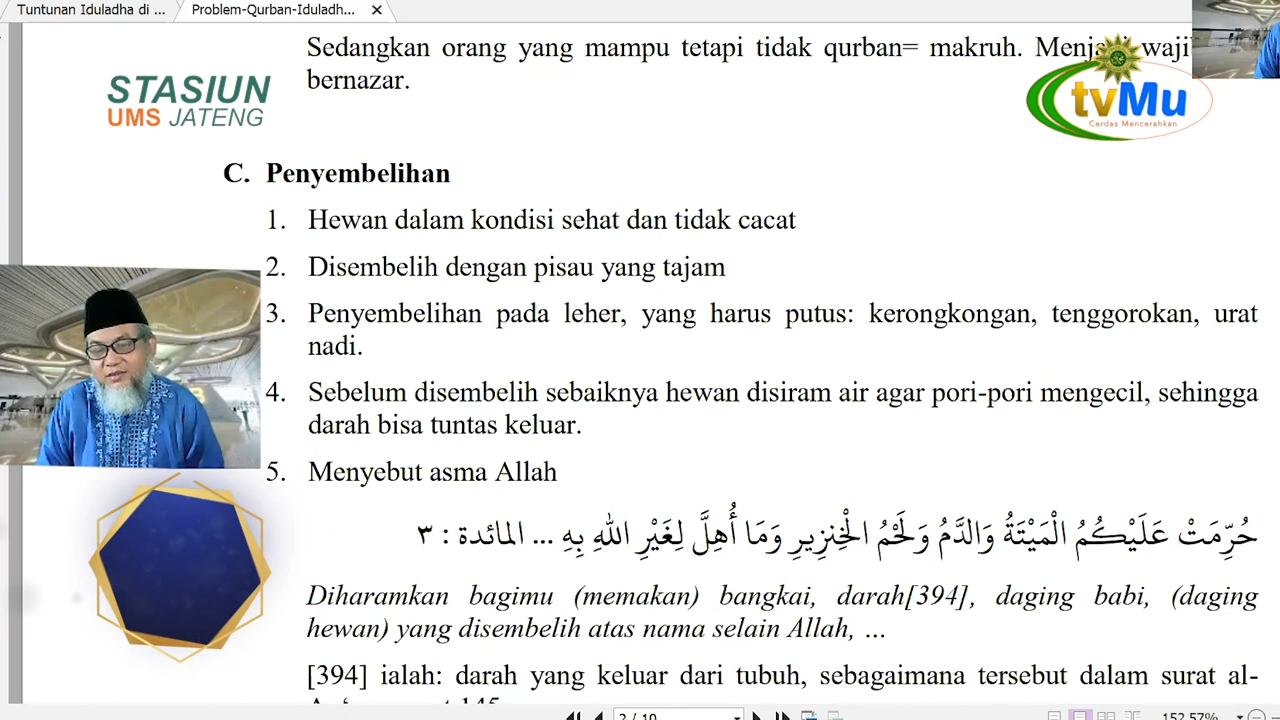 Tuntunan Iduladha di ...
Problem-Qurban-Iduladh...
Sedangkan orang yang mampu tetapi tidak qurban= makruh.
bernazar.
STASIUN
UMS JATENG
tvMu
Cerdas Mencerahkan
C. Penyembelihan
1. Hewan dalam kondisi sehat dan tidak cacat
2. Disembelih dengan pisau yang tajam
3. Penyembelihan pada leher, yang harus putus: kerongkongan, tenggorokan, urat
nadi.
4. Sebelum disembelih sebaiknya hewan disiram air agar pori-pori mengecil, sehingga
darah bisa tuntas keluar.
5. Menyebut asma Allah
حُرِّمَتْ عَلَيْكُمُ الْمَيْتَةُ وَالدَّمُ وَلَحْمُ الْخِنزِيرِ وَمَا أُهِلَّ لِغَيْرِ اللهِ بِهِ ... المائدة : ٣
Diharamkan bagimu (memakan) bangkai, darah[394], daging babi, (daging
hewan) yang disembelih atas nama selain Allah, ...
[394] ialah: darah yang keluar dari tubuh, sebagaimana tersebut dalam surat al-
2 / 10
152,57%